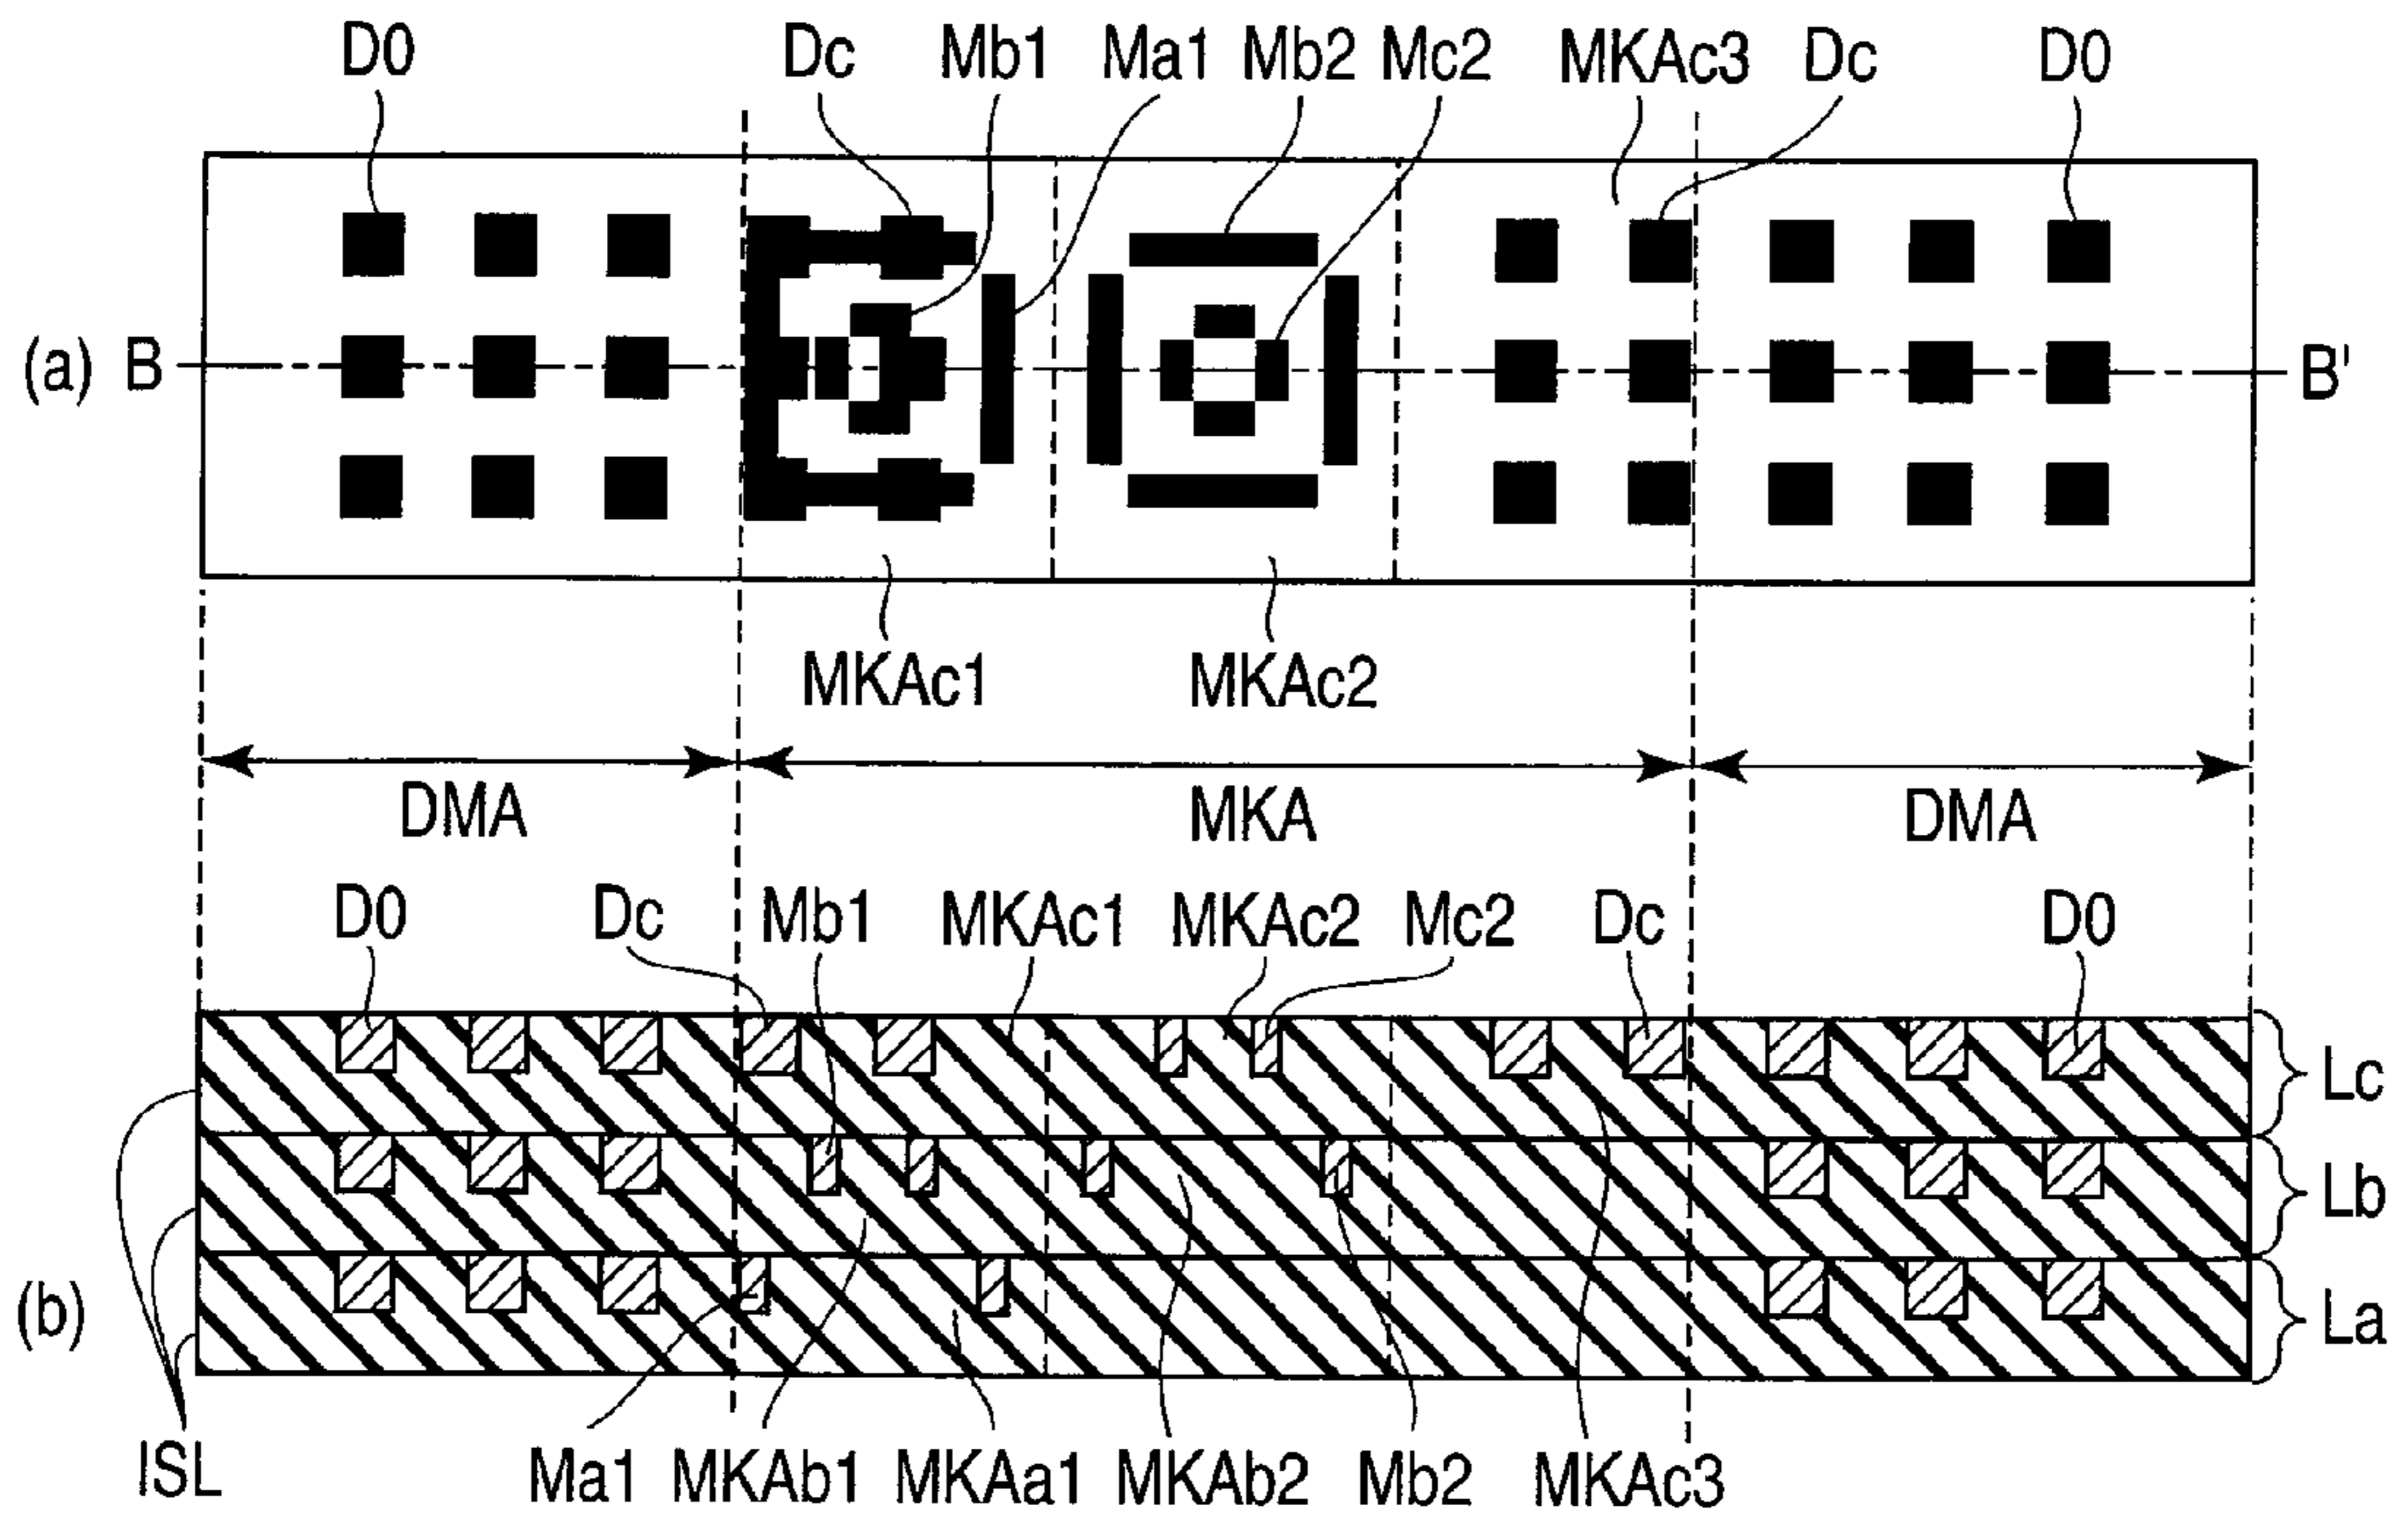 D0 Dc Mb1 Ma1 Mb2 Mc2 MKAc3 Dc D0
(a) B B'
MKAc1 MKAc2
DMA MKA DMA
D0 Dc Mb1 MKAc1 MKAc2 Mc2 Dc D0
Lc
Lb
(b) La
ISL Ma1 MKAb1 MKAa1 MKAb2 Mb2 MKAc3